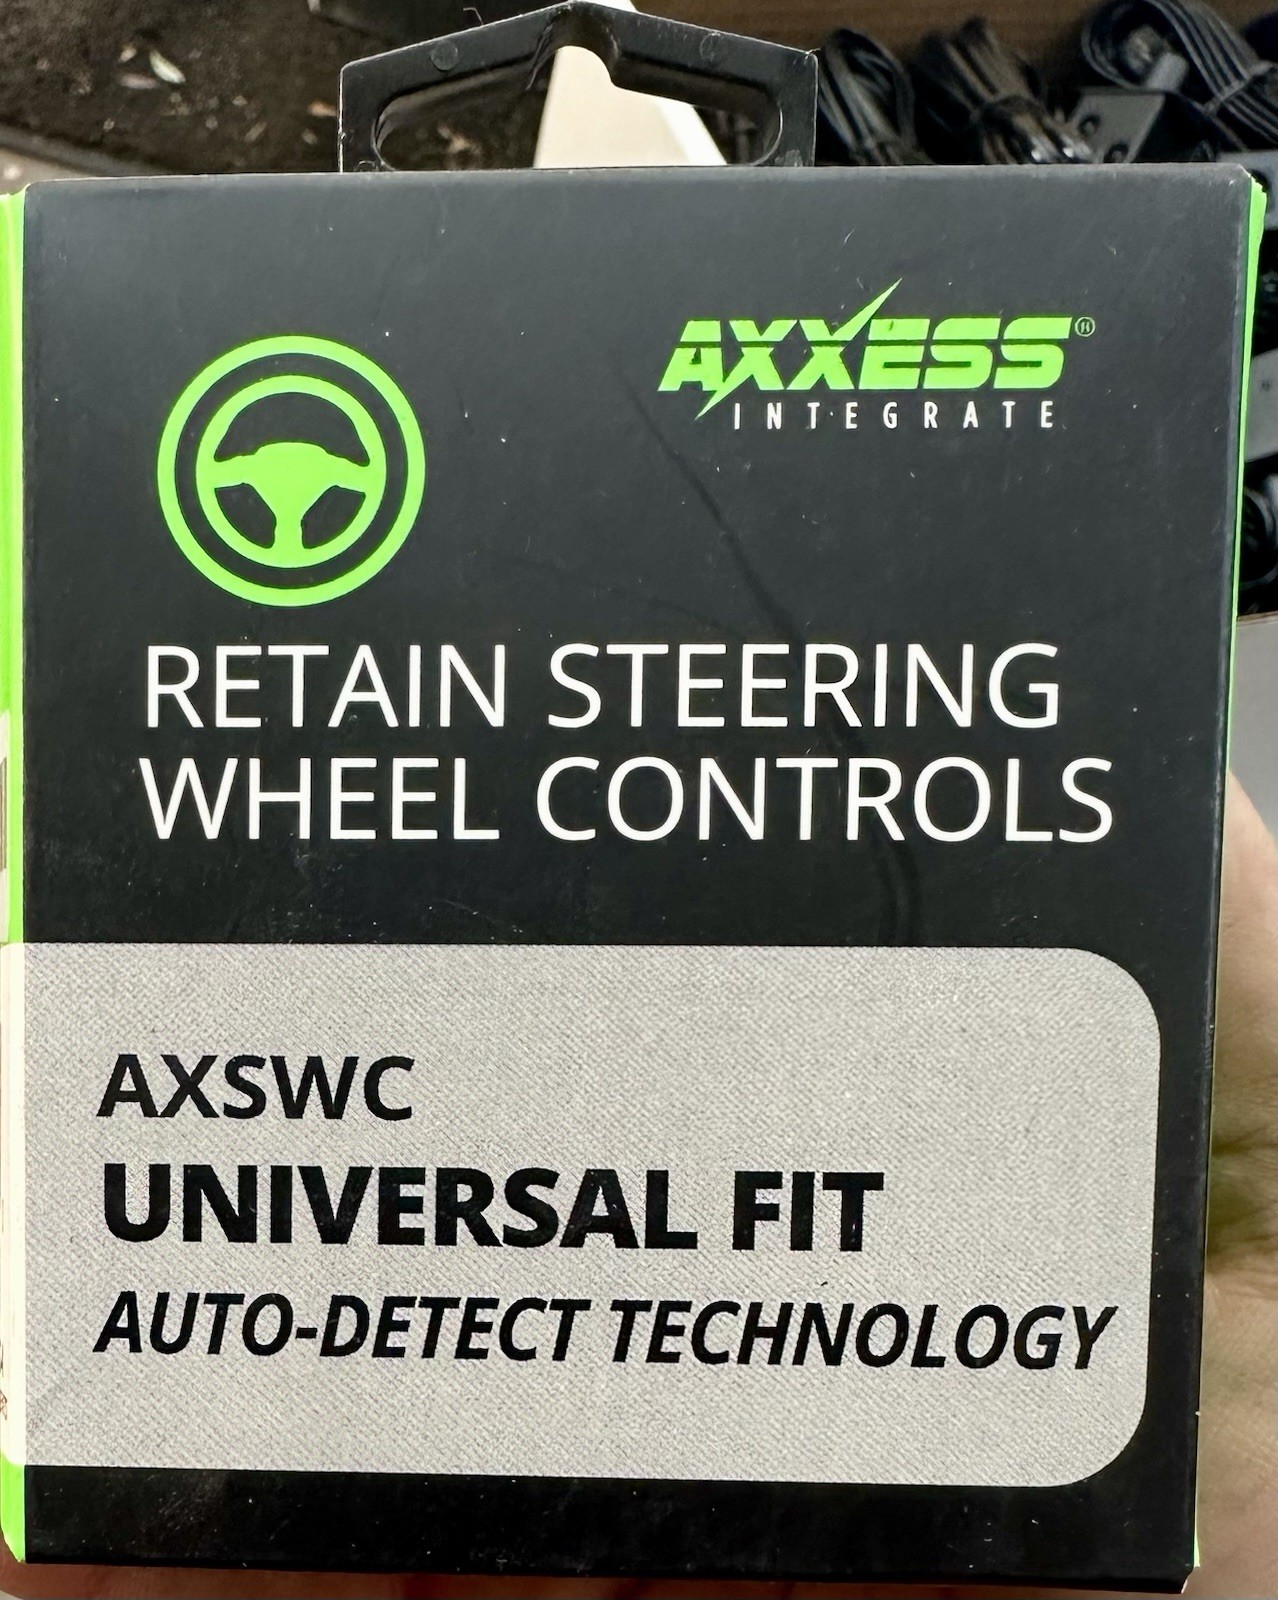 AXXESS®
INTEGRATE
RETAIN STEERING
WHEEL CONTROLS
AXSWC
UNIVERSAL FIT
AUTO-DETECT TECHNOLOGY